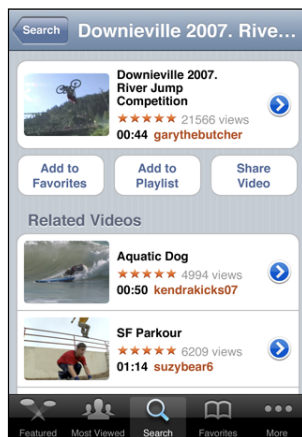 Search
Downieville 2007. Rive...
Downieville 2007.
River Jump
Competition
21566 views
00:44 garythebutcher
Add to
Favorites
Add to
Playlist
Share
Video
Related Videos
Aquatic Dog
4994 views
00:50 kendrakicks07
SF Parkour
6209 views
01:14 suzybear6
Featured
Most Viewed
Search
Favorites
More